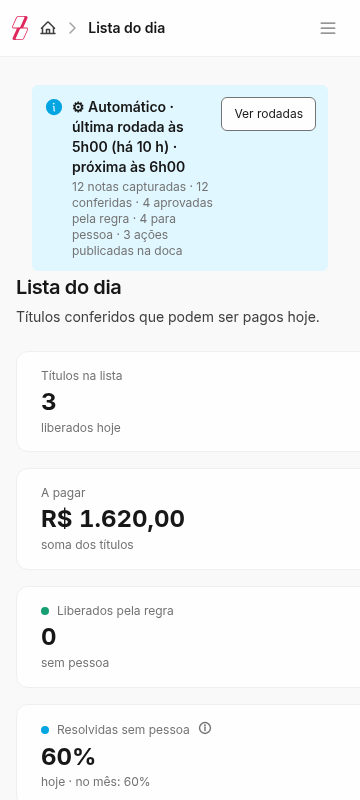 Lista do dia
⚙ Automático ·
última rodada às
5h00 (há 10 h) ·
próxima às 6h00
Ver rodadas
12 notas capturadas · 12
conferidas · 4 aprovadas
pela regra · 4 para
pessoa · 3 ações
publicadas na doca
Lista do dia
Títulos conferidos que podem ser pagos hoje.
Títulos na lista
3
liberados hoje
A pagar
R$ 1.620,00
soma dos títulos
Liberados pela regra
0
sem pessoa
Resolvidas sem pessoa
60%
hoje · no mês: 60%